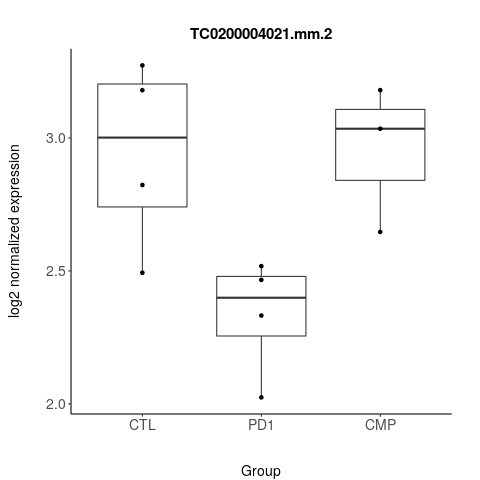 TC0200004021.mm.2
log2 normalized expression
3.0
2.5
2.0
CTL PD1 CMP
Group